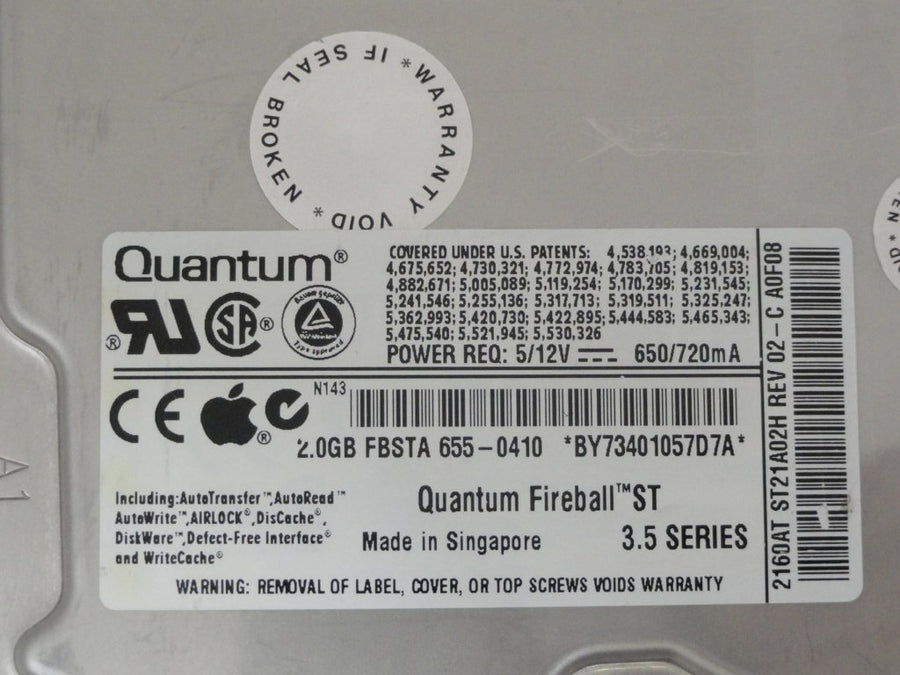 *WARRANTY VOID* IF SEAL BROKEN
Quantum®
COVERED UNDER U.S. PATENTS: 4,669,004;
4,675,652; 4,730,321; 4,772,974; 4,819,153;
4,882,671; 5,005,089; 5,119,254; 5,170,299; 5,231,545;
5,241,546; 5,255,136; 5,317,713; 5,319,511; 5,325,247;
5,362,993; 5,420,730; 5,422,895; 5,444,583; 5,465,343;
5,475,540; 5,521,945; 5,530,326
POWER REQ: 5/12V 650/720mA
Bauart geprüft
Type approved
CE
N143
2.0GB FBSTA 655-0410 *BY73401057D7A*
Including:AutoTransfer™,AutoRead™
AutoWrite™,AIRLOCK®,DisCache®,
DiskWare™,Defect-Free Interface®
and WriteCache®
Quantum Fireball™ST
Made in Singapore 3.5 SERIES
WARNING: REMOVAL OF LABEL, COVER, OR TOP SCREWS VOIDS WARRANTY
2160AT ST21A02H REV 02-C A0F08
A1